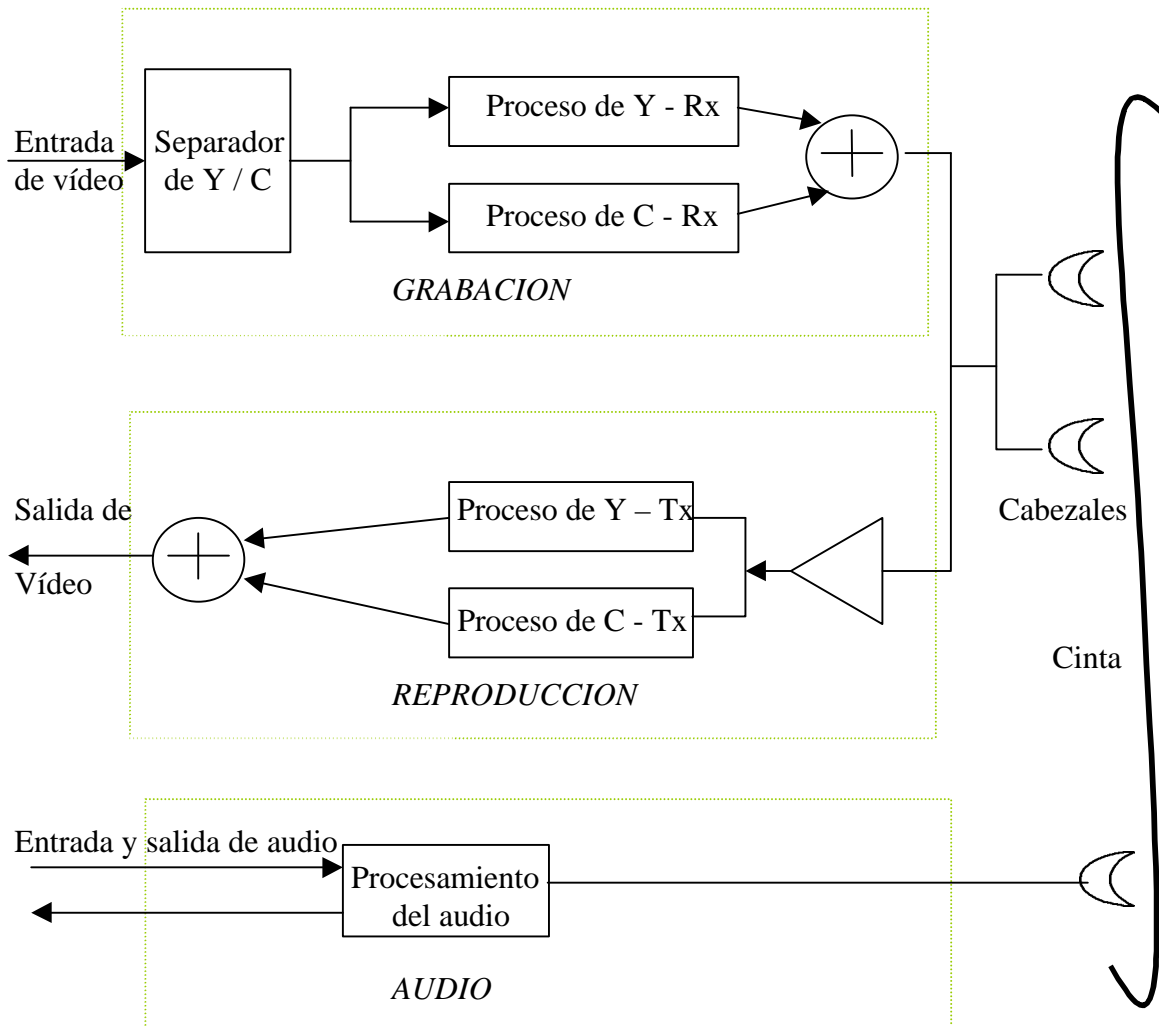 Entrada
de vídeo
Separador
de Y / C
Proceso de Y - Rx
Proceso de C - Rx
GRABACION
Salida de
Vídeo
Proceso de Y – Tx
Proceso de C - Tx
REPRODUCCION
Cabezales
Cinta
Entrada y salida de audio
Procesamiento
del audio
AUDIO